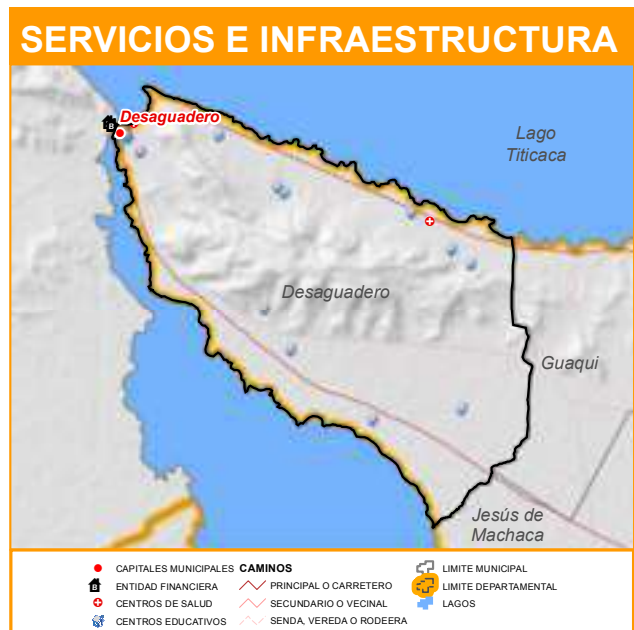 SERVICIOS E INFRAESTRUCTURA
Desaguadero
Lago
Titicaca
Desaguadero
Guaqui
Jesús de
Machaca
CAPITALES MUNICIPALES
ENTIDAD FINANCIERA
CENTROS DE SALUD
CENTROS EDUCATIVOS
CAMINOS
PRINCIPAL O CARRETERO
SECUNDARIO O VECINAL
SENDA, VEREDA O RODEERA
LIMITE MUNICIPAL
LIMITE DEPARTAMENTAL
LAGOS